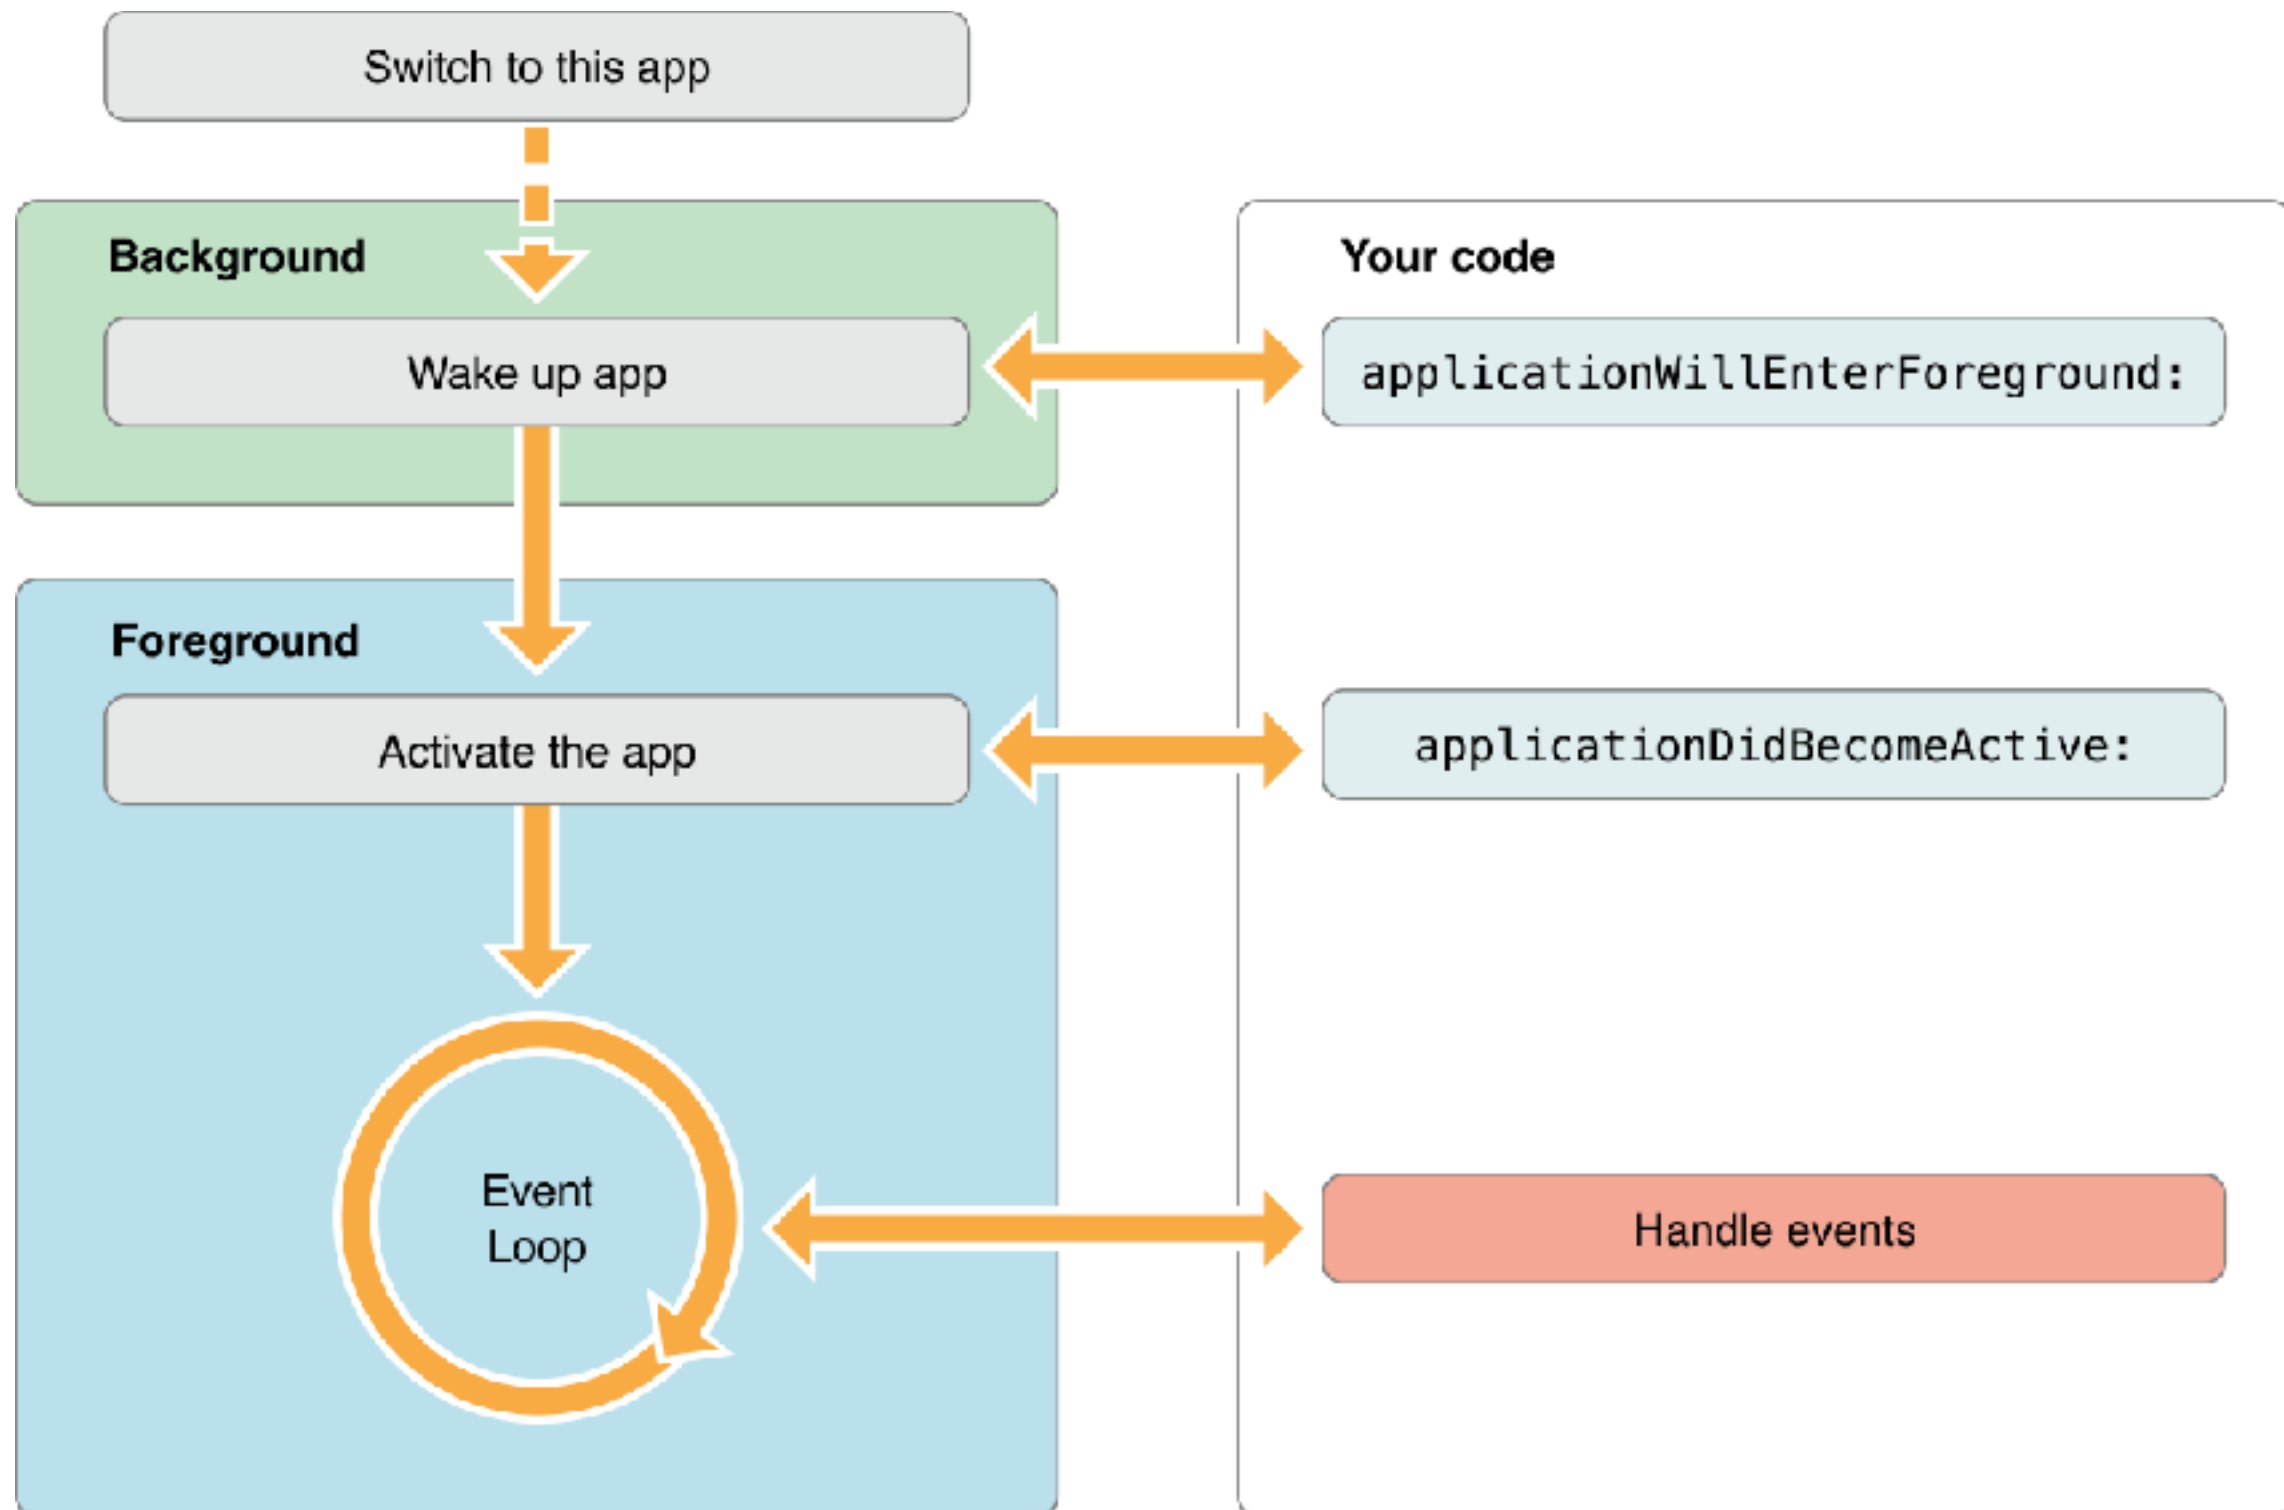 Switch to this app
Background
Your code
Wake up app
applicationWillEnterForeground:
Foreground
Activate the app
applicationDidBecomeActive:
Event
Loop
Handle events